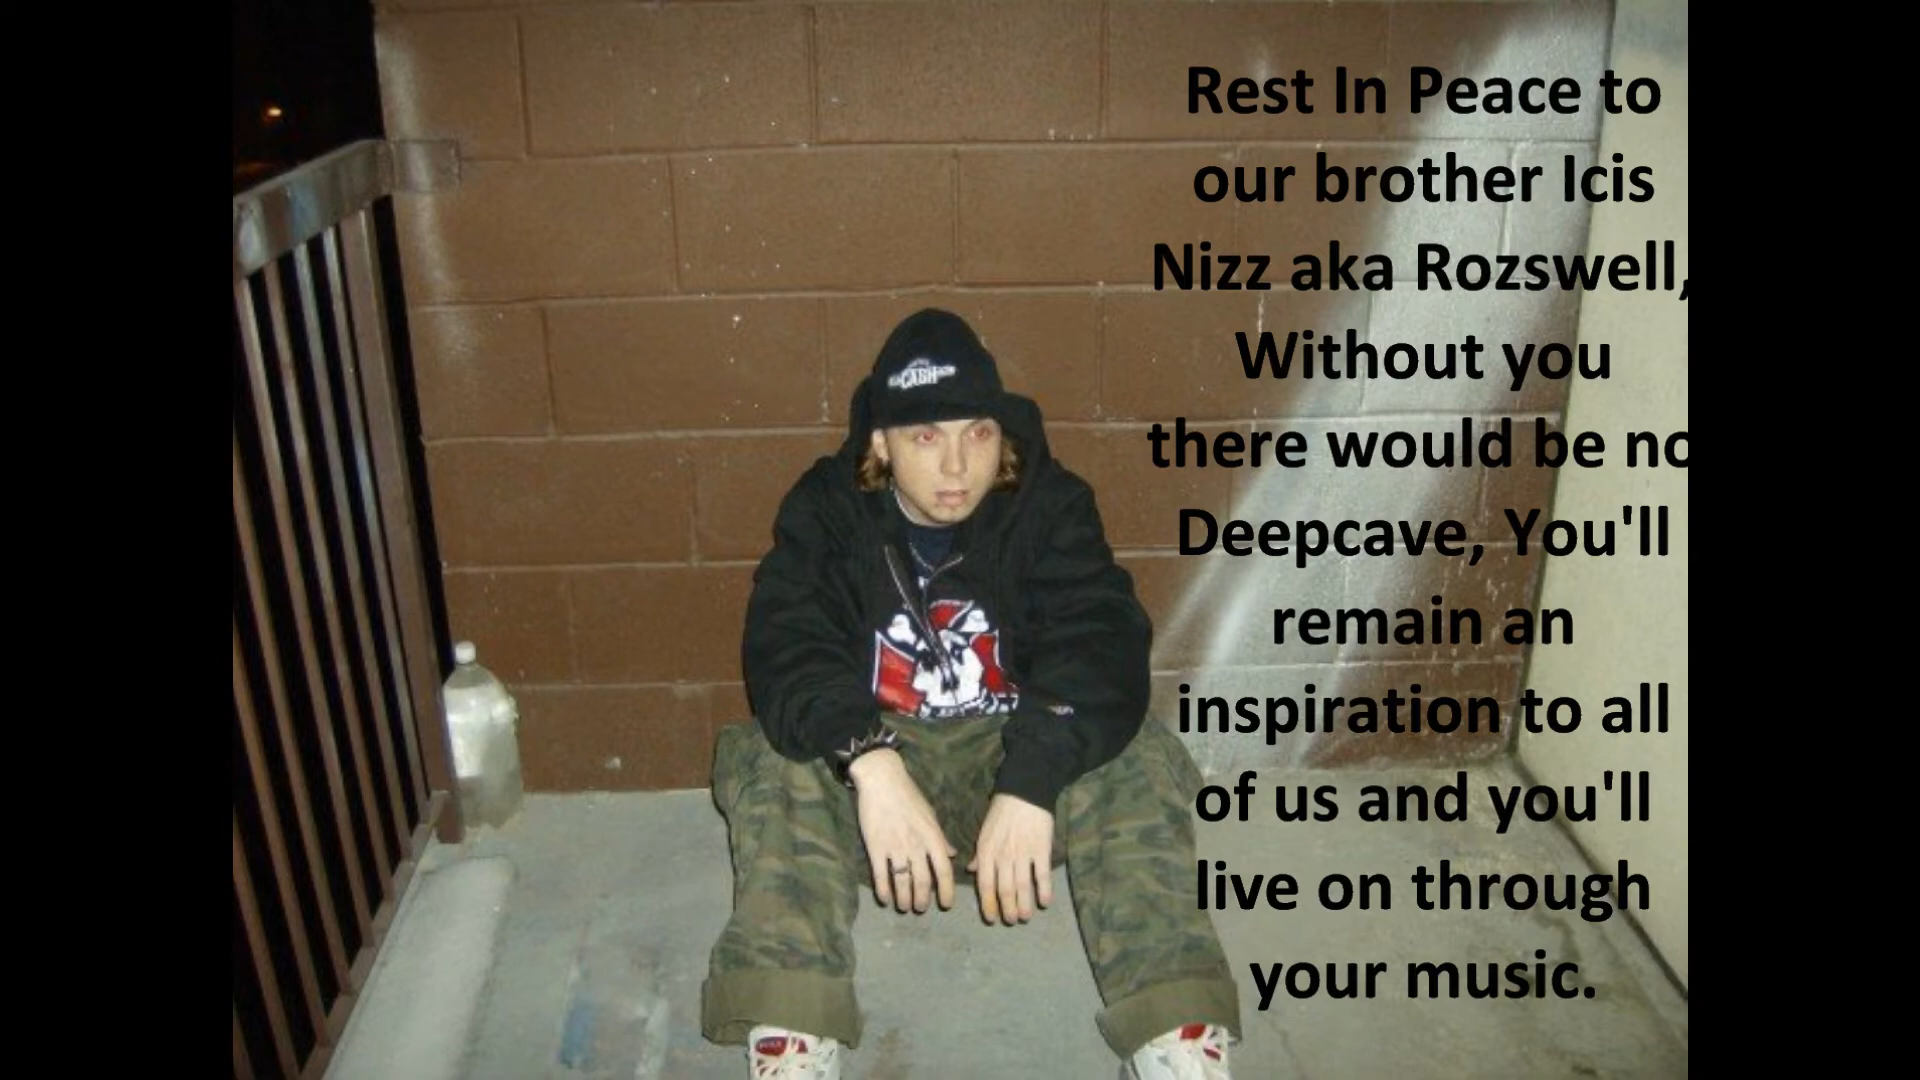 Rest In Peace to
our brother Icis
Nizz aka Rozswell,
Without you
there would be no
Deepcave, You'll
remain an
inspiration to all
of us and you'll
live on through
your music.
CASH